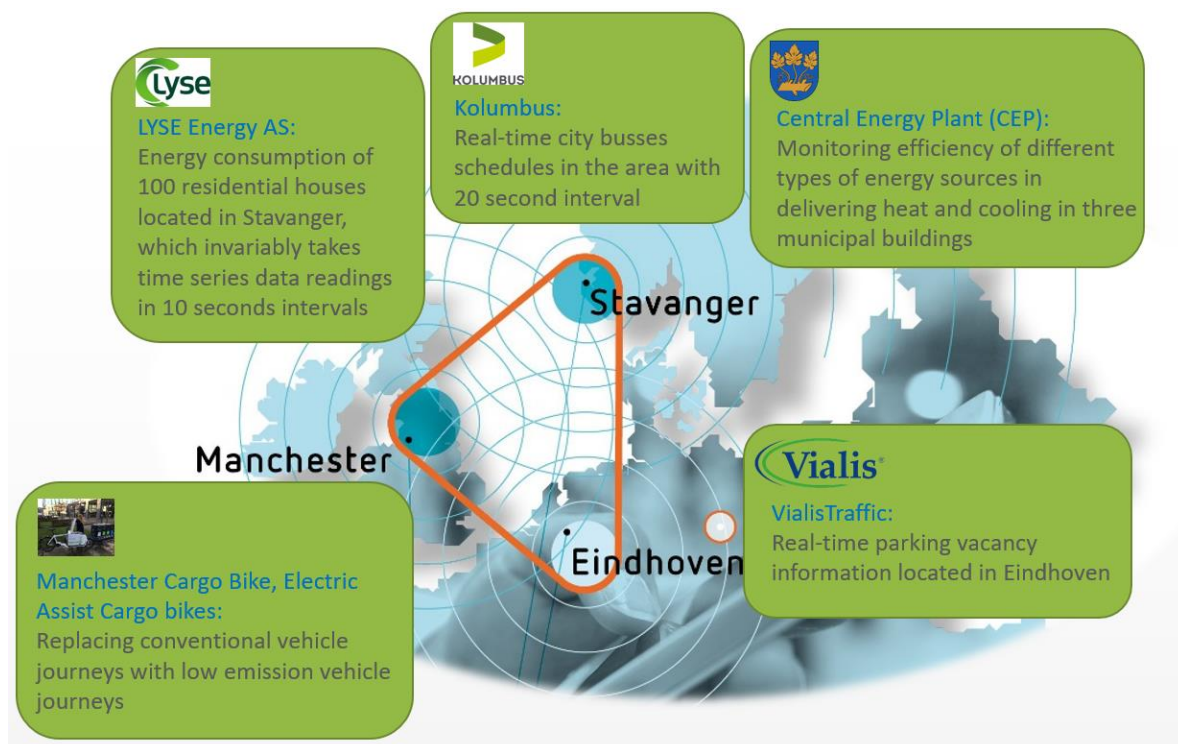 Lyse
LYSE Energy AS:
Energy consumption of
100 residential houses
located in Stavanger,
which invariably takes
time series data readings
in 10 seconds intervals
KOLUMBUS
Kolumbus:
Real-time city busses
schedules in the area with
20 second interval
Central Energy Plant (CEP):
Monitoring efficiency of different
types of energy sources in
delivering heat and cooling in three
municipal buildings
Stavanger
Manchester
Eindhoven
Manchester Cargo Bike, Electric
Assist Cargo bikes:
Replacing conventional vehicle
journeys with low emission vehicle
journeys
Vialis®
VialisTraffic:
Real-time parking vacancy
information located in Eindhoven